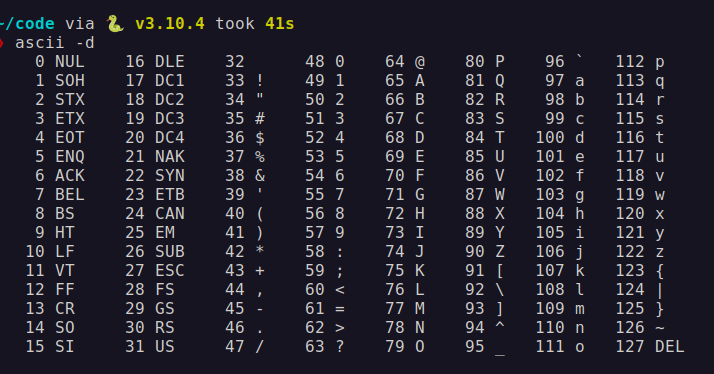 ~/code via 🐍 v3.10.4 took 41s
❯ ascii -d
    0 NUL    16 DLE    32      48 0    64 @    80 P    96 `   112 p
    1 SOH    17 DC1    33 !    49 1    65 A    81 Q    97 a   113 q
    2 STX    18 DC2    34 "    50 2    66 B    82 R    98 b   114 r
    3 ETX    19 DC3    35 #    51 3    67 C    83 S    99 c   115 s
    4 EOT    20 DC4    36 $    52 4    68 D    84 T   100 d   116 t
    5 ENQ    21 NAK    37 %    53 5    69 E    85 U   101 e   117 u
    6 ACK    22 SYN    38 &    54 6    70 F    86 V   102 f   118 v
    7 BEL    23 ETB    39 '    55 7    71 G    87 W   103 g   119 w
    8 BS     24 CAN    40 (    56 8    72 H    88 X   104 h   120 x
    9 HT     25 EM     41 )    57 9    73 I    89 Y   105 i   121 y
   10 LF     26 SUB    42 *    58 :    74 J    90 Z   106 j   122 z
   11 VT     27 ESC    43 +    59 ;    75 K    91 [   107 k   123 {
   12 FF     28 FS     44 ,    60 <    76 L    92 \   108 l   124 |
   13 CR     29 GS     45 -    61 =    77 M    93 ]   109 m   125 }
   14 SO     30 RS     46 .    62 >    78 N    94 ^   110 n   126 ~
   15 SI     31 US     47 /    63 ?    79 O    95 _   111 o   127 DEL